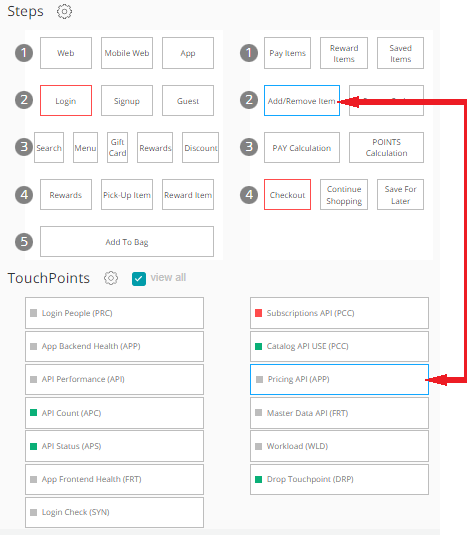 Steps
1
Web
Mobile Web
App
2
Login
Signup
Guest
3
Search
Menu
Gift
Card
Rewards
Discount
4
Rewards
Pick-Up Item
Reward Item
5
Add To Bag
1
Pay Items
Reward
Items
Saved
Items
2
Add/Remove Item
3
PAY Calculation
POINTS
Calculation
4
Checkout
Continue
Shopping
Save For
Later
TouchPoints
view all
Login People (PRC)
App Backend Health (APP)
API Performance (API)
API Count (APC)
API Status (APS)
App Frontend Health (FRT)
Login Check (SYN)
Subscriptions API (PCC)
Catalog API USE (PCC)
Pricing API (APP)
Master Data API (FRT)
Workload (WLD)
Drop Touchpoint (DRP)